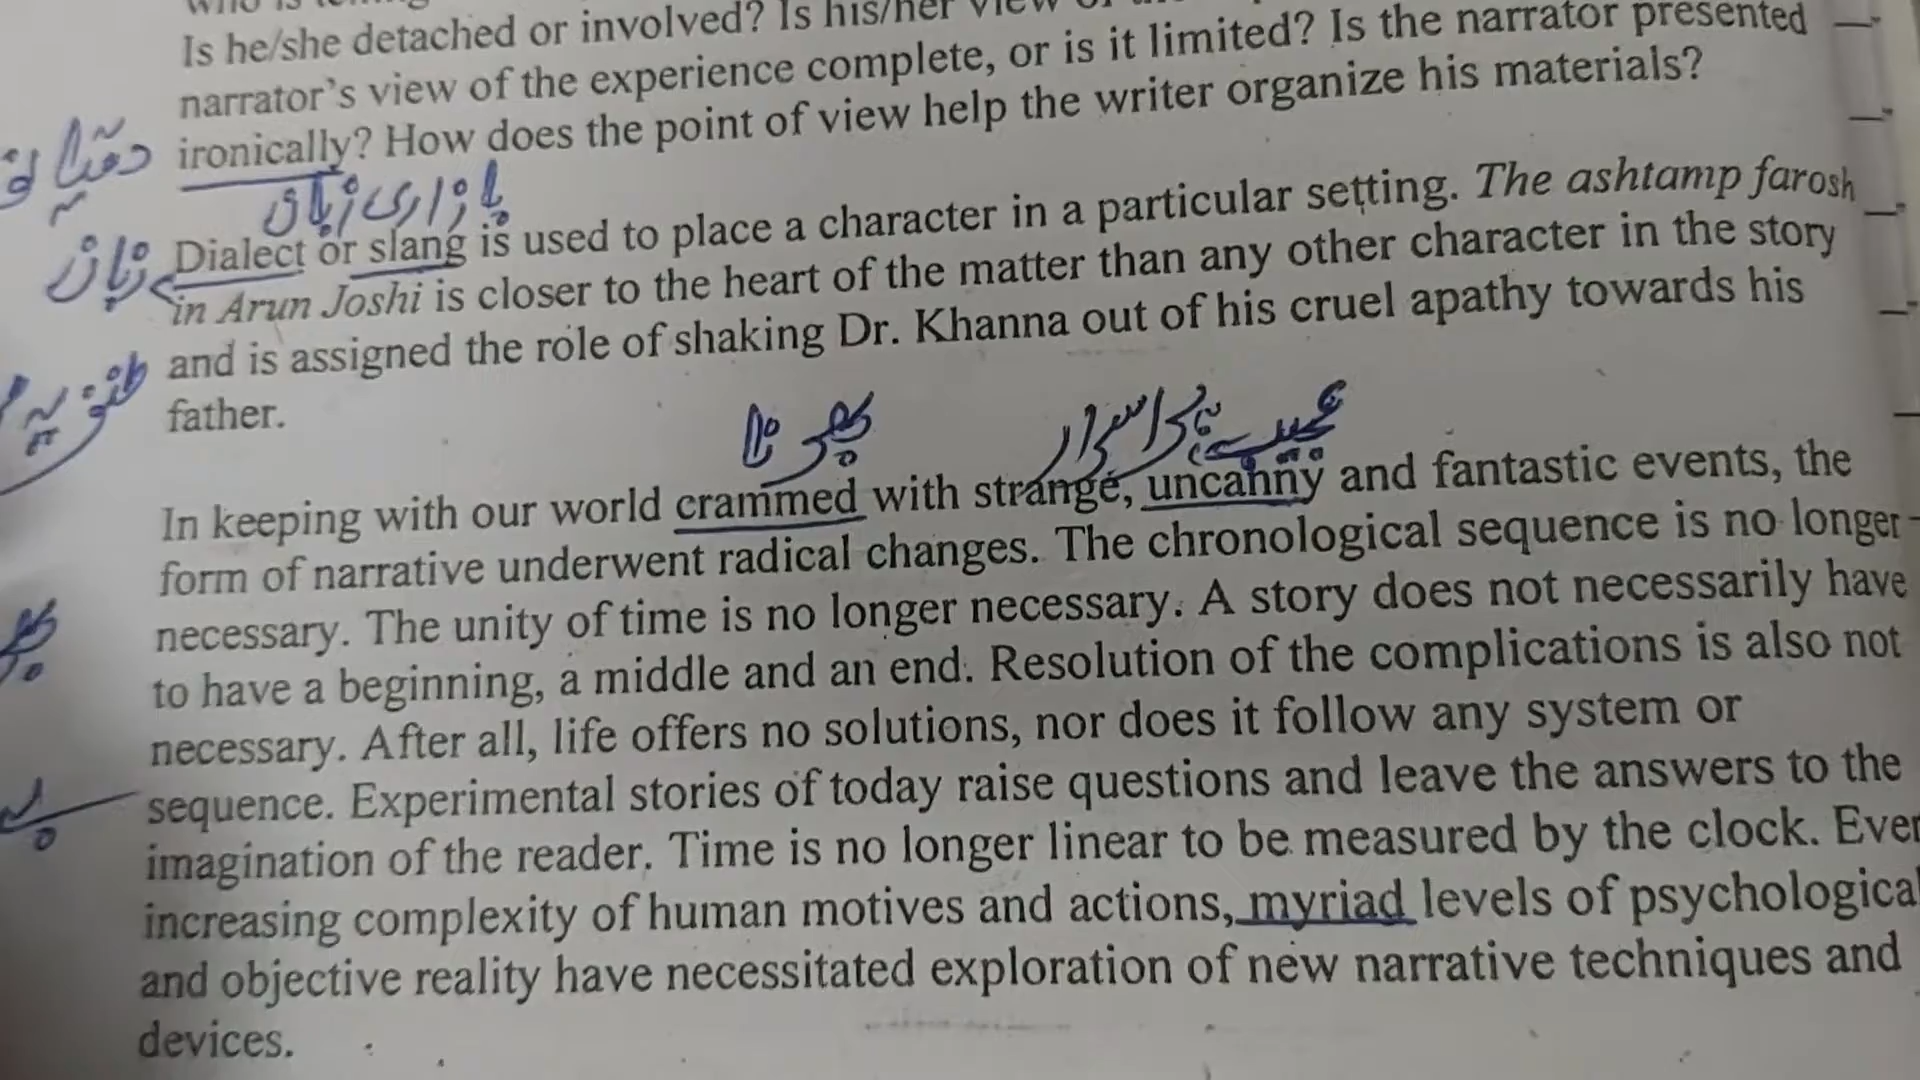 Is he/she detached or involved? Is his/her view of the
narrator's view of the experience complete, or is it limited? Is the narrator presented
ironically? How does the point of view help the writer organize his materials?
بازاری زبان
Dialect or slang is used to place a character in a particular setting. The ashtamp farosh
زبان
in Arun Joshi is closer to the heart of the matter than any other character in the story
and is assigned the role of shaking Dr. Khanna out of his cruel apathy towards his
طنزیہ
father.
بھرنا
عجیب پراسرار
In keeping with our world crammed with strange, uncanny and fantastic events, the
form of narrative underwent radical changes. The chronological sequence is no longer
necessary. The unity of time is no longer necessary. A story does not necessarily have
to have a beginning, a middle and an end. Resolution of the complications is also not
necessary. After all, life offers no solutions, nor does it follow any system or
sequence. Experimental stories of today raise questions and leave the answers to the
imagination of the reader. Time is no longer linear to be measured by the clock. Ever
increasing complexity of human motives and actions, myriad levels of psychological
and objective reality have necessitated exploration of new narrative techniques and
devices.